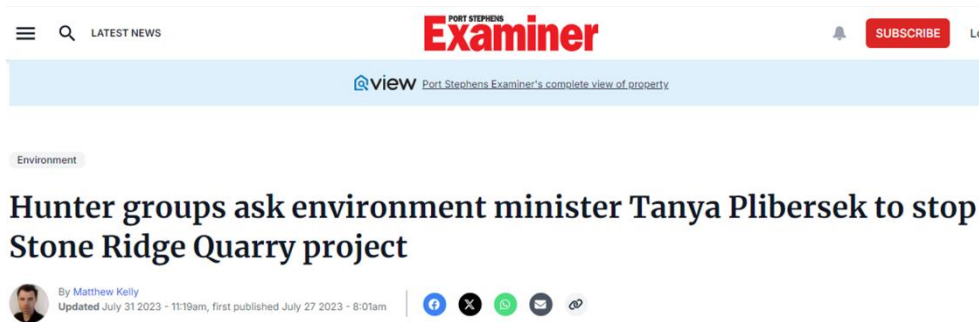 LATEST NEWS
PORT STEPHENS
Examiner
SUBSCRIBE
view Port Stephens Examiner's complete view of property
Environment
Hunter groups ask environment minister Tanya Plibersek to stop
Stone Ridge Quarry project
By Matthew Kelly
Updated July 31 2023 - 11:19am, first published July 27 2023 - 8:01am